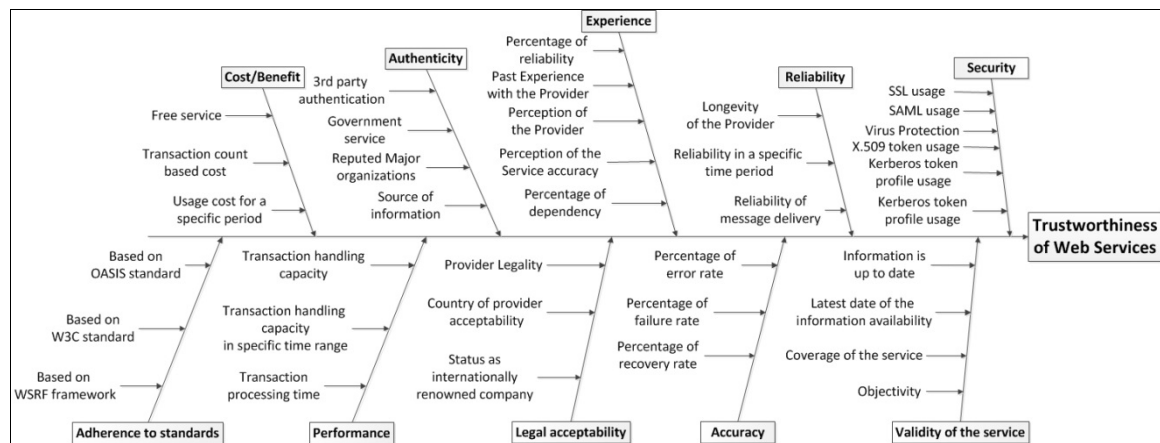 Cost/Benefit
Free service
Transaction count
based cost
Usage cost for a
specific period
Authenticity
3rd party
authentication
Government
service
Reputed Major
organizations
Source of
information
Experience
Percentage of
reliability
Past Experience
with the Provider
Perception of
the Provider
Perception of the
Service accuracy
Percentage of
dependency
Reliability
Longevity
of the Provider
Reliability in a specific
time period
Reliability of
message delivery
Security
SSL usage
SAML usage
Virus Protection
X.509 token usage
Kerberos token
profile usage
Kerberos token
profile usage
Trustworthiness
of Web Services
Based on
OASIS standard
Based on
W3C standard
Based on
WSRF framework
Adherence to standards
Transaction handling
capacity
Transaction handling
capacity
in specific time range
Transaction
processing time
Performance
Provider Legality
Country of provider
acceptability
Status as
internationally
renowned company
Legal acceptability
Percentage of
error rate
Percentage of
failure rate
Percentage of
recovery rate
Accuracy
Information is
up to date
Latest date of the
information availability
Coverage of the service
Objectivity
Validity of the service